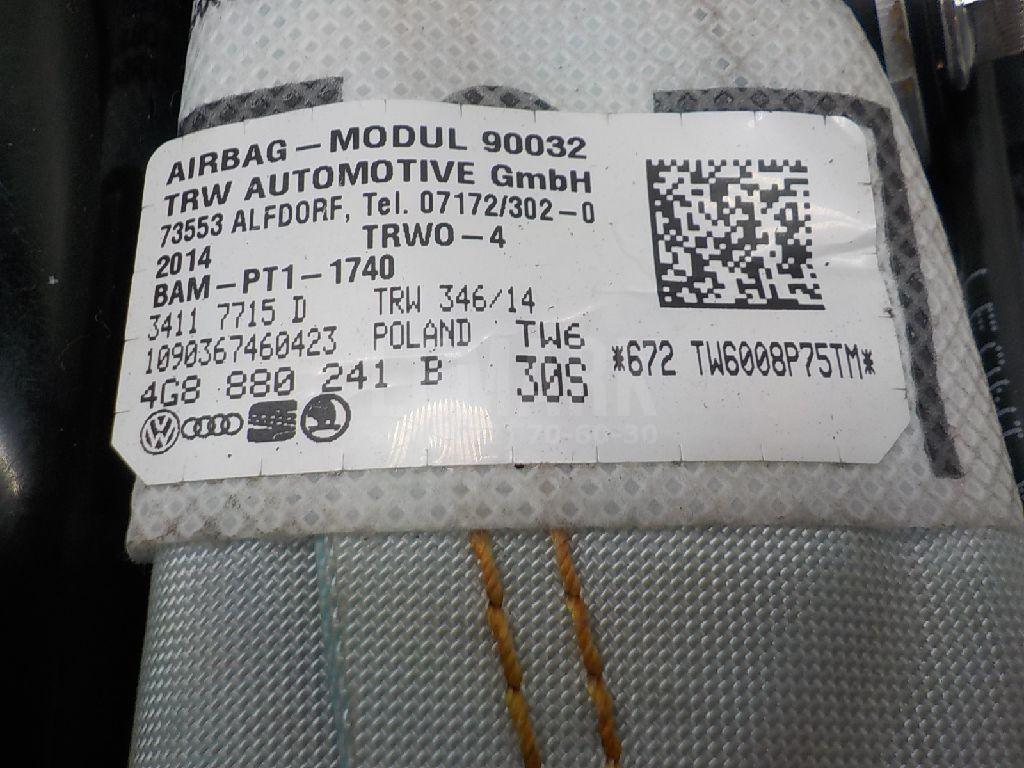 AIRBAG – MODUL 90032
TRW AUTOMOTIVE GmbH
73553 ALFDORF, Tel. 07172/302-0
2014 TRWO-4
BAM-PT1-1740
3411 7715 D TRW 346/14
1090367460423 POLAND TW6
4G8 880 241 B 30S *672 TW6008P75TM*